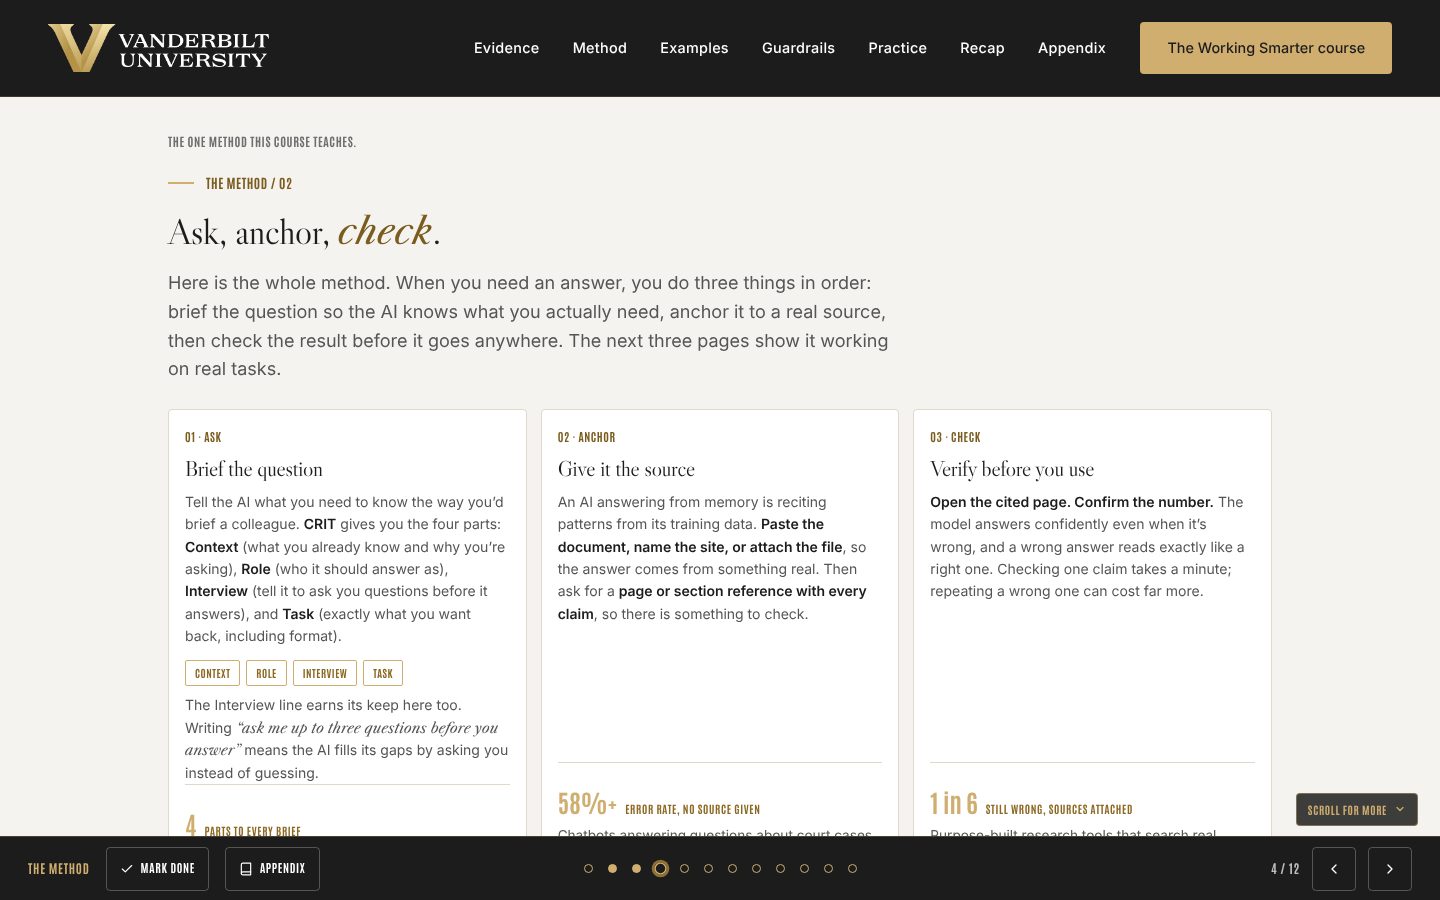 VANDERBILT
UNIVERSITY
Evidence
Method
Examples
Guardrails
Practice
Recap
Appendix
The Working Smarter course
THE ONE METHOD THIS COURSE TEACHES.
THE METHOD / 02
Ask, anchor, check.
Here is the whole method. When you need an answer, you do three things in order:
brief the question so the AI knows what you actually need, anchor it to a real source,
then check the result before it goes anywhere. The next three pages show it working
on real tasks.
01 · ASK
Brief the question
Tell the AI what you need to know the way you’d
brief a colleague. CRIT gives you the four parts:
Context (what you already know and why you’re
asking), Role (who it should answer as),
Interview (tell it to ask you questions before it
answers), and Task (exactly what you want
back, including format).
CONTEXT
ROLE
INTERVIEW
TASK
The Interview line earns its keep here too.
Writing “ask me up to three questions before you
answer” means the AI fills its gaps by asking you
instead of guessing.
4 PARTS TO EVERY BRIEF
02 · ANCHOR
Give it the source
An AI answering from memory is reciting
patterns from its training data. Paste the
document, name the site, or attach the file, so
the answer comes from something real. Then
ask for a page or section reference with every
claim, so there is something to check.
58%+ ERROR RATE, NO SOURCE GIVEN
Chatbots answering questions about court cases
03 · CHECK
Verify before you use
Open the cited page. Confirm the number. The
model answers confidently even when it’s
wrong, and a wrong answer reads exactly like a
right one. Checking one claim takes a minute;
repeating a wrong one can cost far more.
1 in 6 STILL WRONG, SOURCES ATTACHED
Purpose-built research tools that search real
SCROLL FOR MORE
THE METHOD
MARK DONE
APPENDIX
4 / 12